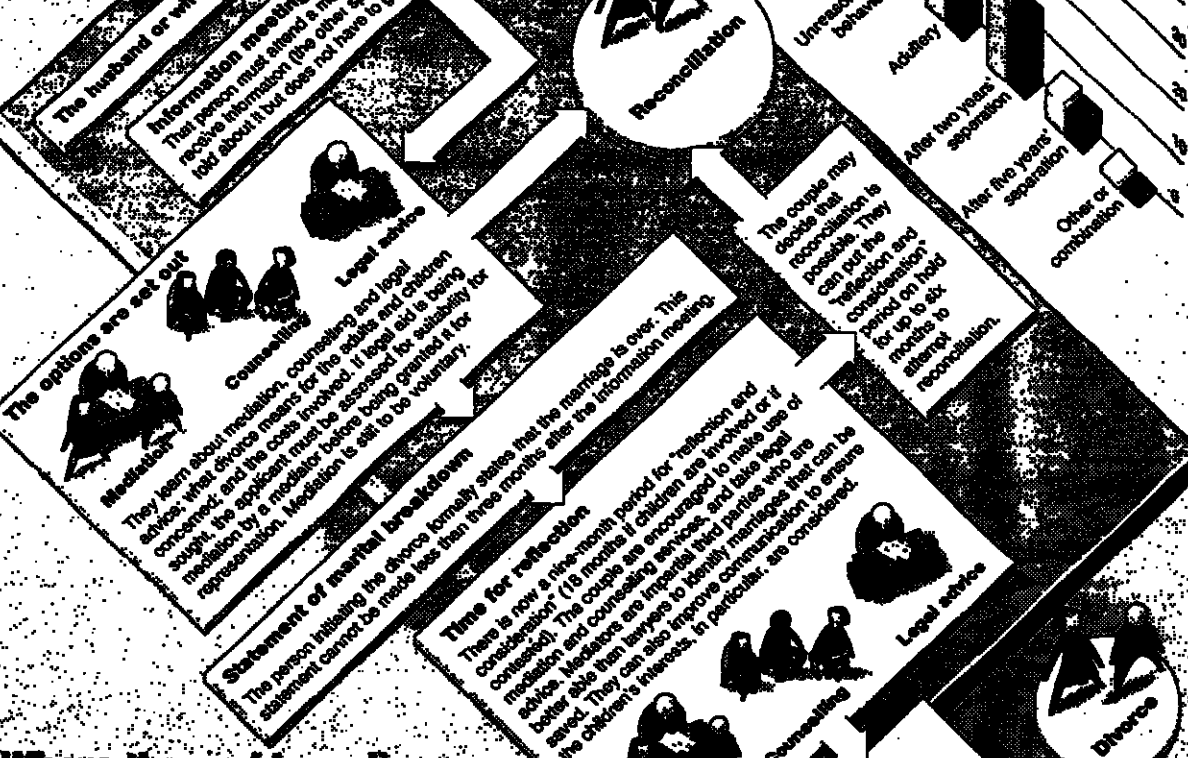 The husband or
Information meeting
That person must attend a
receive information (the other
told about it but does not have to
The options are set out
Mediation
Counselling
Legal advice
They learn about mediation, counselling and legal
advice; what divorce means for the adults and children
concerned; and the costs involved. If legal aid is being
sought, the applicant must be assessed for suitability for
mediation by a mediator before being granted it for
representation. Mediation is still to be voluntary.
Statement of marital breakdown
The person initiating the divorce formally states that the marriage is over. This
statement cannot be made less than three months after the information meeting.
Time for reflection
There is now a nine-month period for "reflection and
consideration" (18 months if children are involved or if
contested). The couple are encouraged to make use of
mediation and counselling services, and take legal
advice. Mediators are impartial third parties who are
better able than lawyers to identify marriages that can be
saved. They can also improve communication to ensure
the children's interests, in particular, are considered.
Counselling
Legal advice
Reconciliation
The couple may
decide that
reconciliation is
possible. They
can put the
"reflection and
consideration"
period on hold
for up to six
months to
attempt
reconciliation.
Adultery
After two years'
seperation
After five years'
seperation
Other or
combination
Divorce